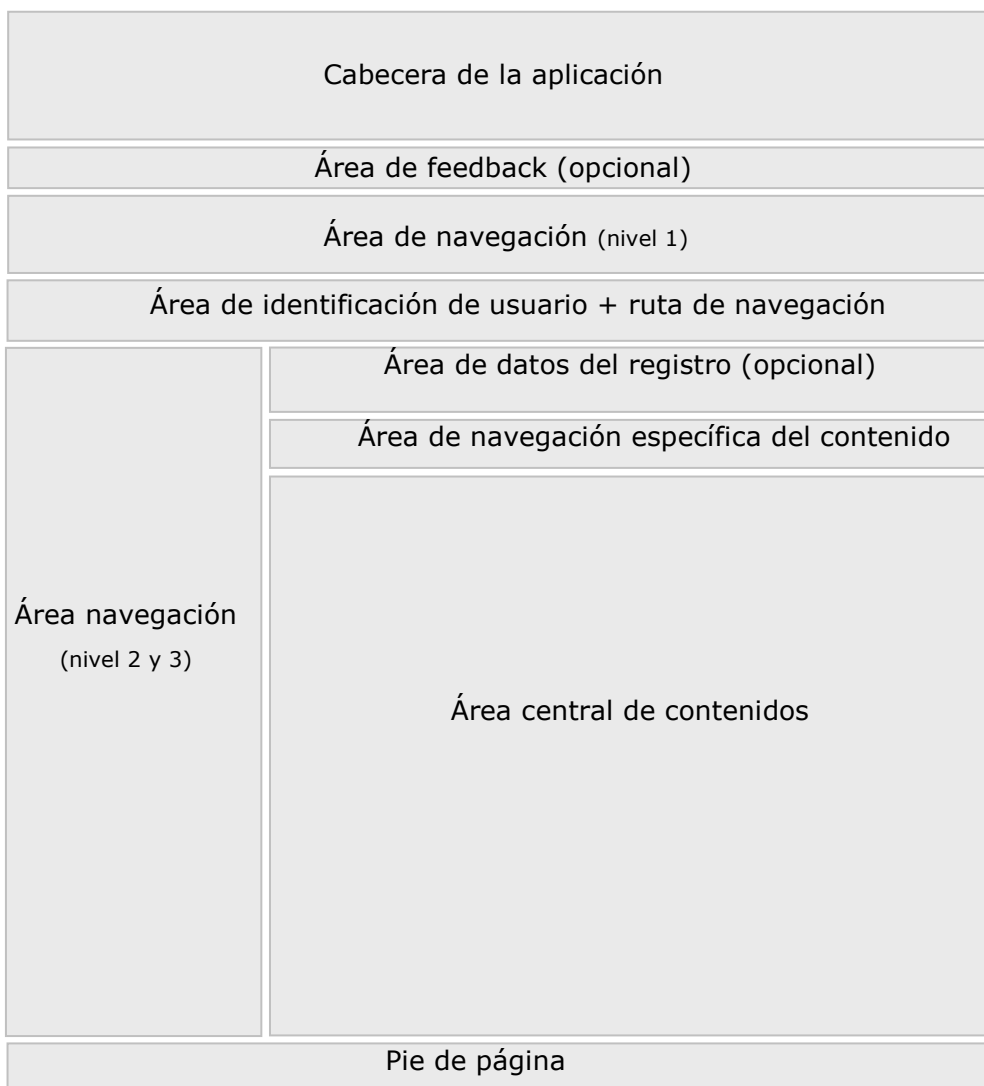 Cabecera de la aplicación
Área de feedback (opcional)
Área de navegación (nivel 1)
Área de identificación de usuario + ruta de navegación
Área de datos del registro (opcional)
Área de navegación específica del contenido
Área navegación
(nivel 2 y 3)
Área central de contenidos
Pie de página